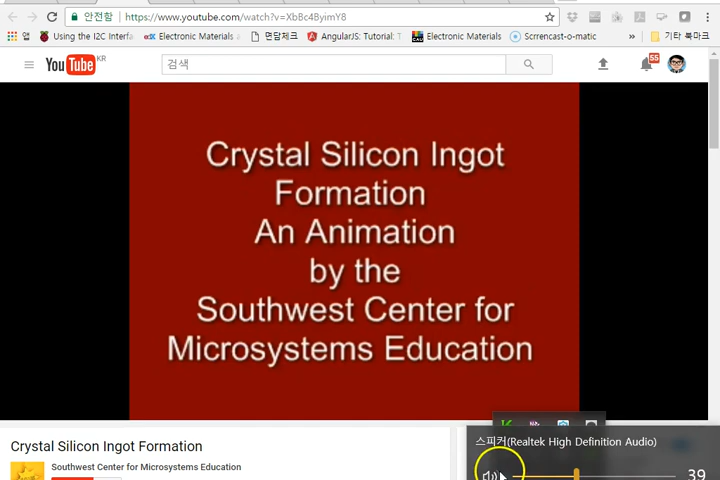 안전함 | https://www.youtube.com/watch?v=XbBc4ByimY8
앱 Using the I2C Interfa Electronic Materials a 면담체크 AngularJS: Tutorial: T CAU Electronic Materials Scrrencast-o-matic » 기타 북마크
YouTube KR
검색
55
Crystal Silicon Ingot
Formation
An Animation
by the
Southwest Center for
Microsystems Education
Crystal Silicon Ingot Formation
스피커(Realtek High Definition Audio)
Southwest Center for Microsystems Education
39